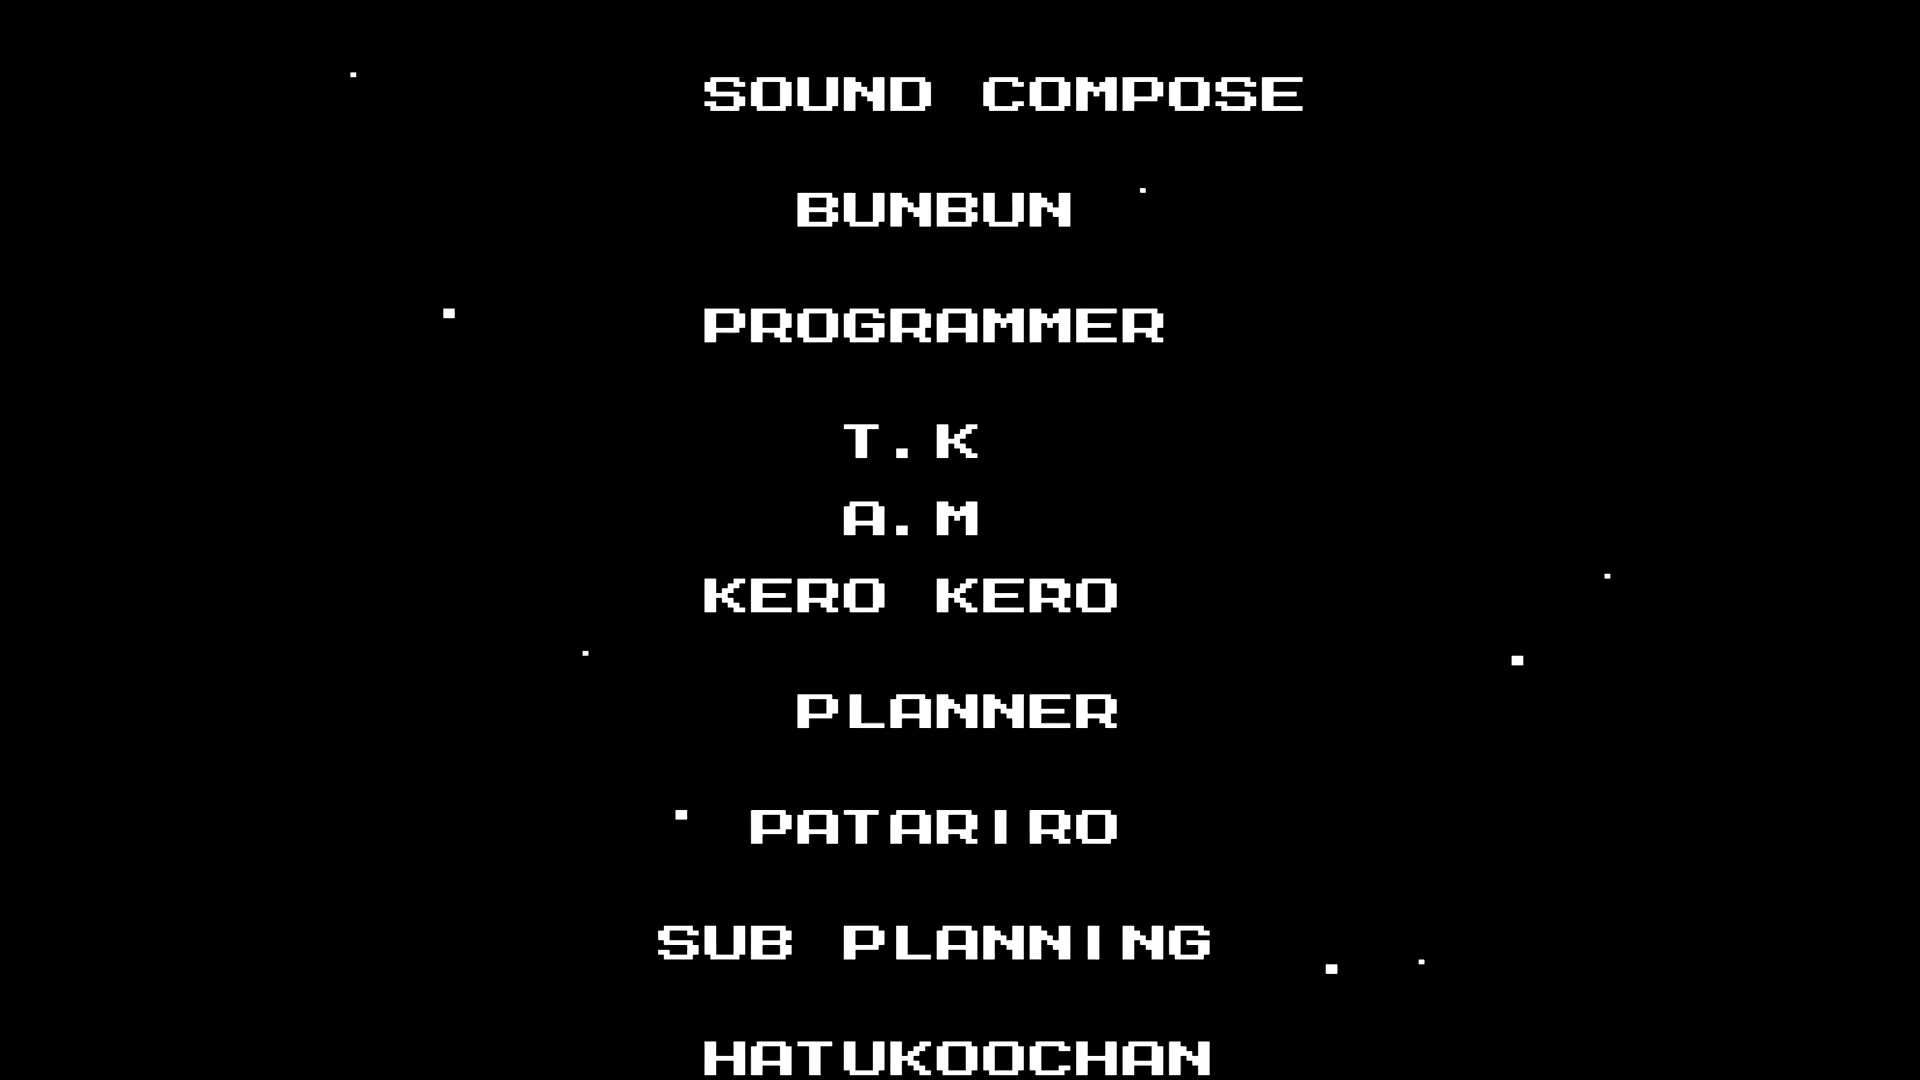 SOUND COMPOSE
BUNBUN
PROGRAMMER
T.K
A.M
KERO KERO
PLANNER
PATARIRO
SUB PLANNING
HATUKOOCHAN